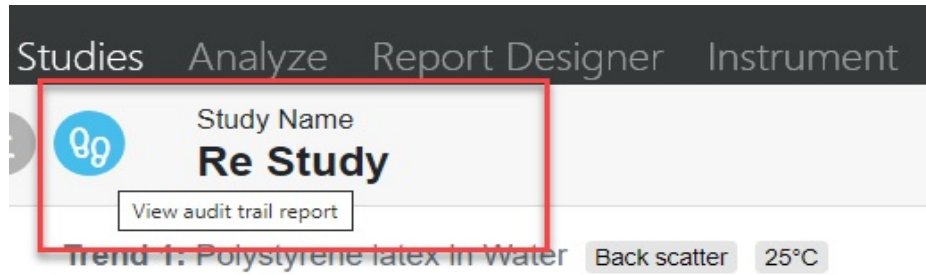 Studies Analyze Report Designer Instrument
Study Name
Re Study
View audit trail report
Trend 1: Polystyrene latex in Water Back scatter 25°C